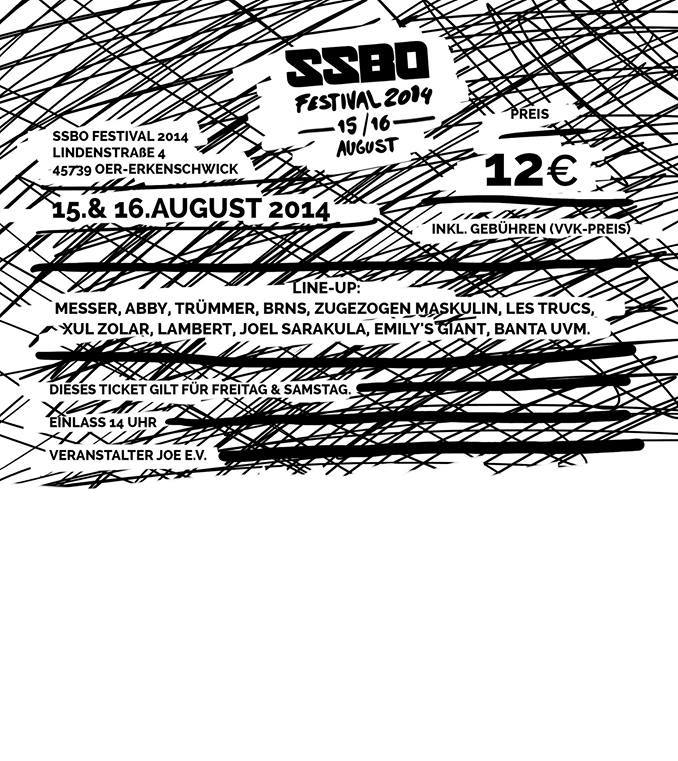 SSBO
FESTIVAL 2014
15/16
AUGUST
SSBO FESTIVAL 2014
LINDENSTRAßE 4
45739 OER-ERKENSCHWICK
15.& 16.AUGUST 2014
PREIS
12€
INKL. GEBÜHREN (VVK-PREIS)
LINE-UP:
MESSER, ABBY, TRÜMMER, BRNS, ZUGEZOGEN MASKULIN, LES TRUCS,
XUL ZOLAR, LAMBERT, JOEL SARAKULA, EMILY'S GIANT, BANTA UVM.
DIESES TICKET GILT FÜR FREITAG & SAMSTAG.
EINLASS 14 UHR
VERANSTALTER JOE E.V.